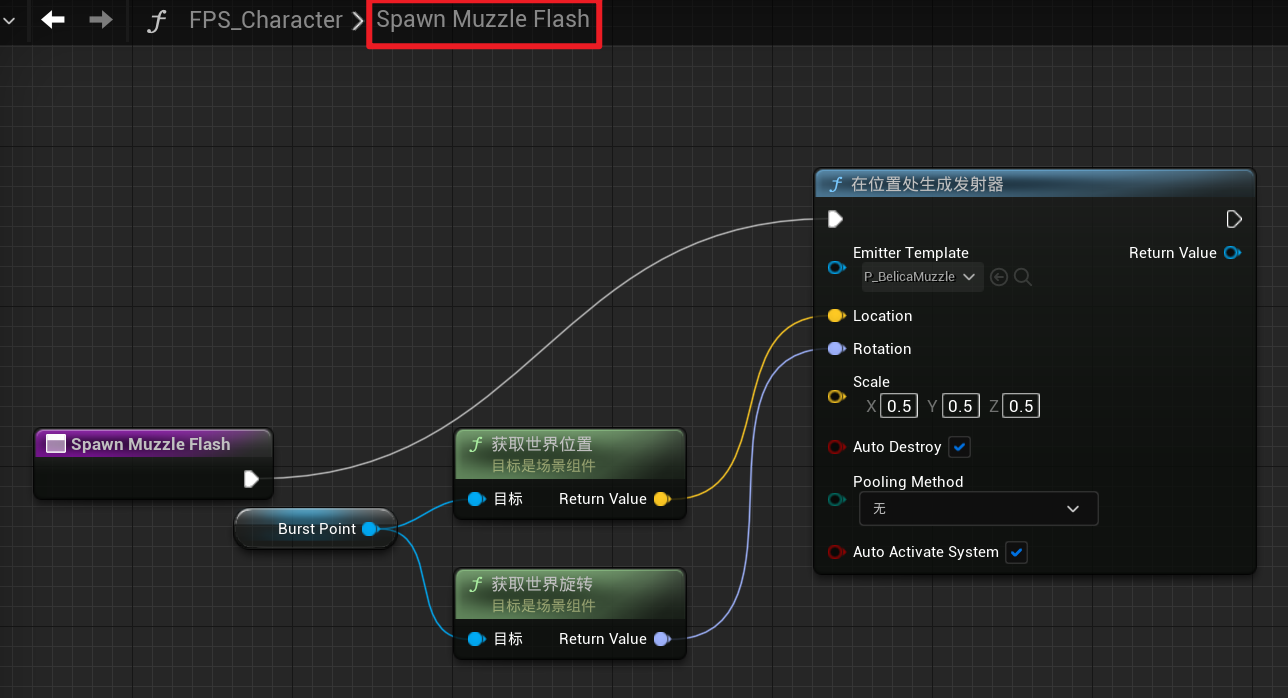 FPS_Character
Spawn Muzzle Flash
在位置处生成发射器
Emitter Template
Return Value
P_BelicaMuzzle
Location
Rotation
Scale
X 0.5 Y 0.5 Z 0.5
Auto Destroy
Pooling Method
无
Auto Activate System
Spawn Muzzle Flash
Burst Point
获取世界位置
目标是场景组件
目标 Return Value
获取世界旋转
目标是场景组件
目标 Return Value